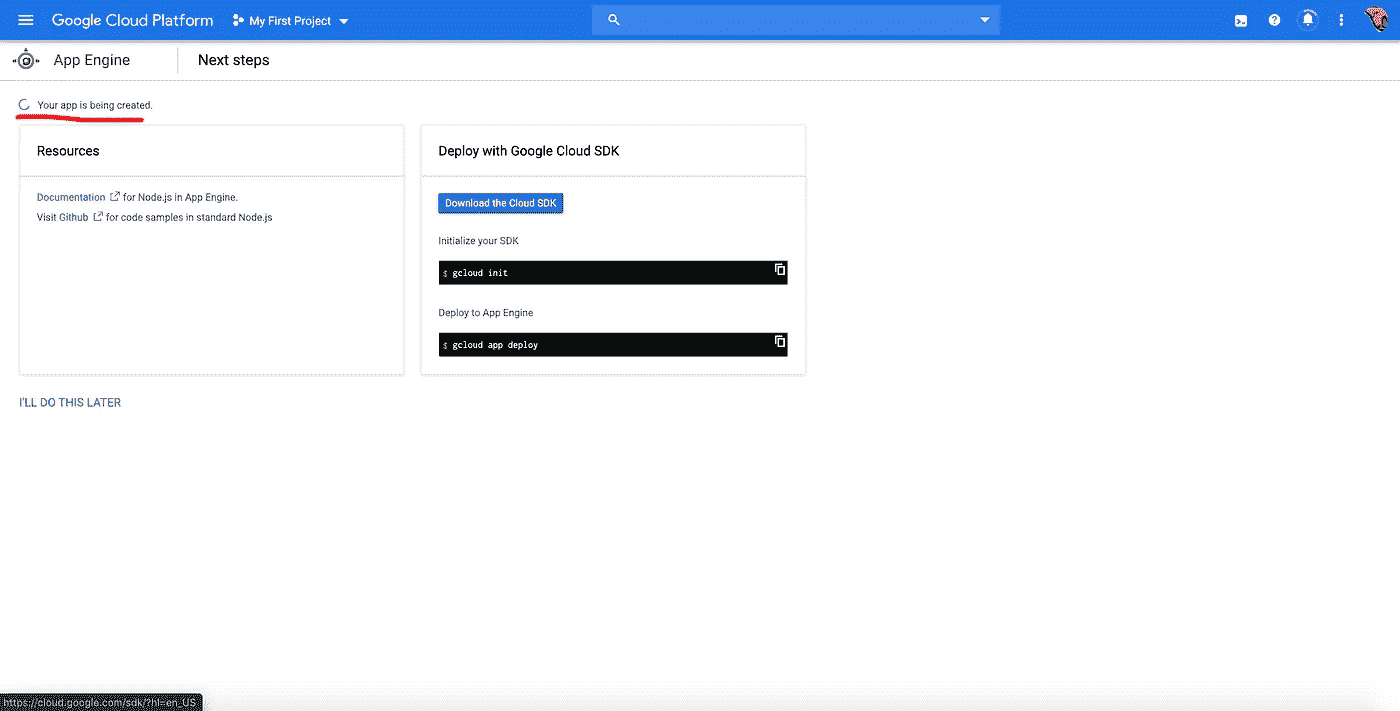 Google Cloud Platform My First Project
App Engine Next steps
Your app is being created.
Resources
Documentation for Node.js in App Engine.
Visit Github for code samples in standard Node.js
Deploy with Google Cloud SDK
Download the Cloud SDK
Initialize your SDK
$ gcloud init
Deploy to App Engine
$ gcloud app deploy
I'LL DO THIS LATER
https://cloud.google.com/sdk/?hl=en_US